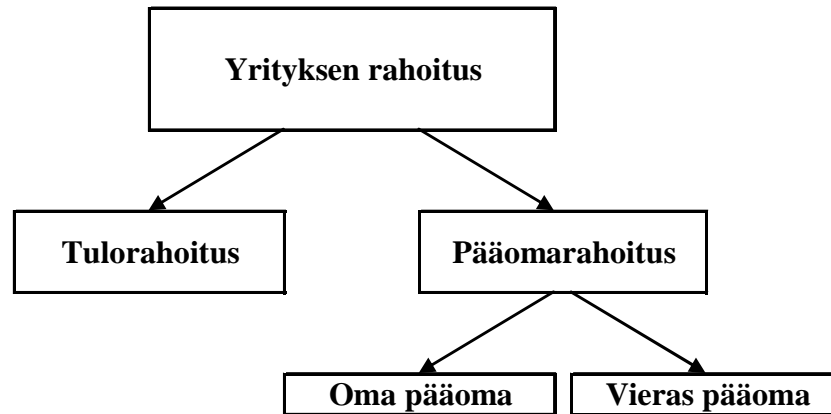 Yrityksen rahoitus
Tulorahoitus
Pääomarahoitus
Oma pääoma
Vieras pääoma